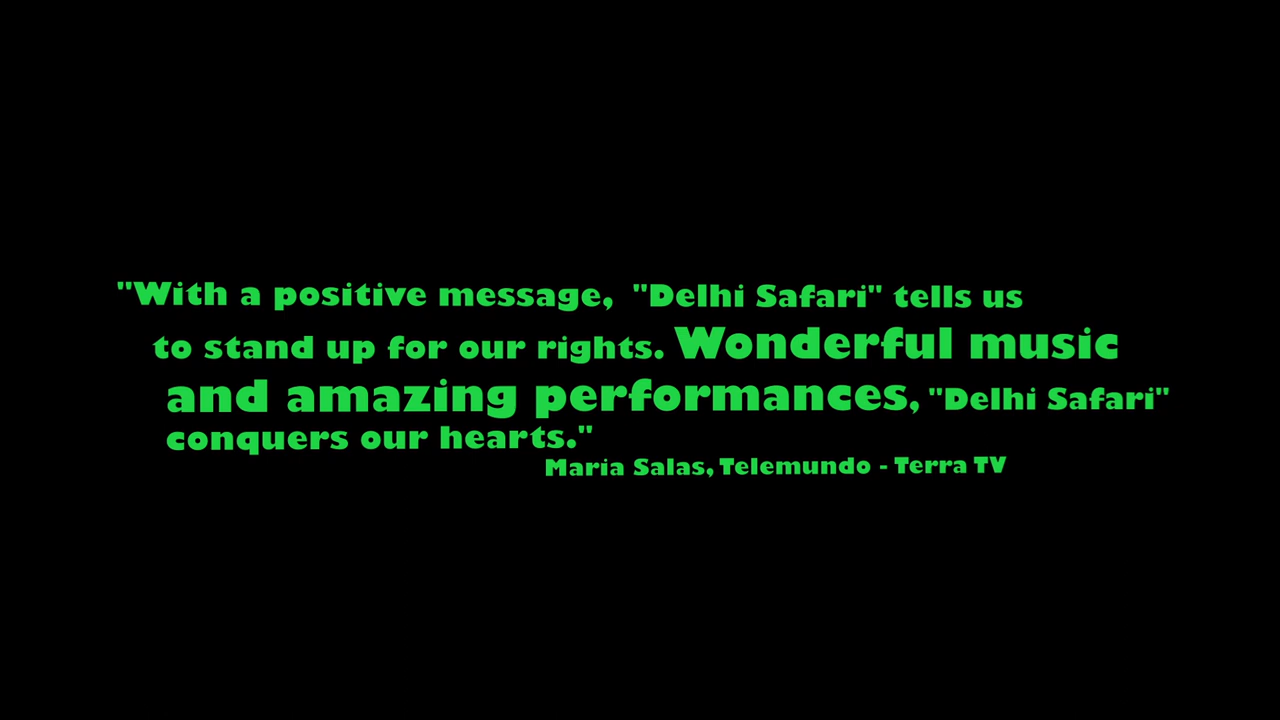 "With a positive message, "Delhi Safari" tells us
to stand up for our rights. Wonderful music
and amazing performances, "Delhi Safari"
conquers our hearts."
Maria Salas, Telemundo - Terra TV